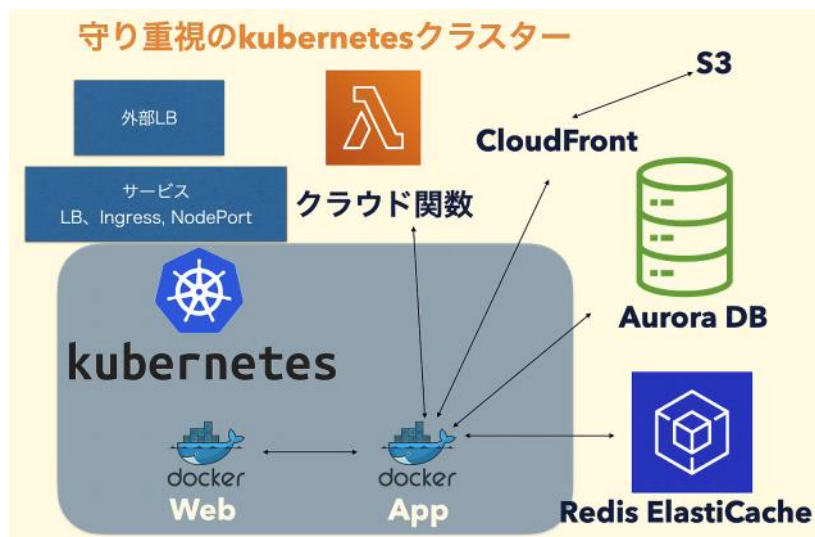 守り重視のkubernetesクラスター
外部LB
サービス
LB、Ingress, NodePort
クラウド関数
S3
CloudFront
Aurora DB
kubernetes
docker
Web
docker
App
Redis ElastiCache